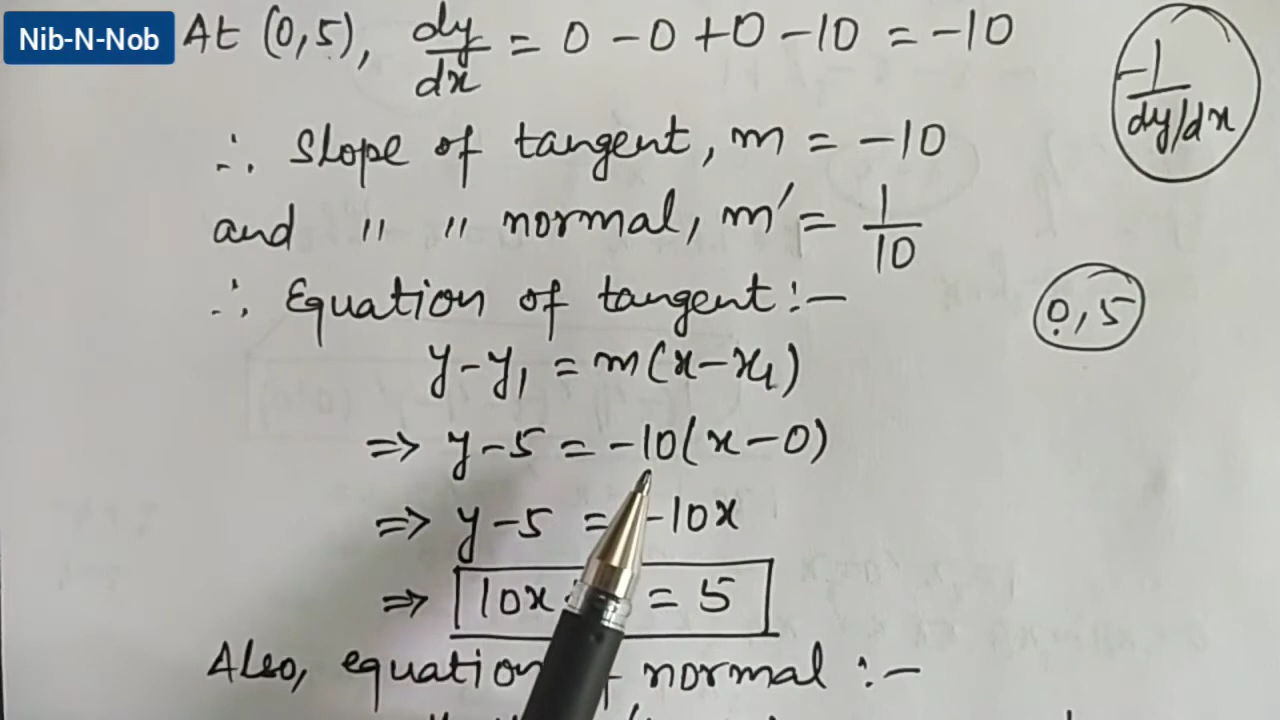 Nib-N-Nob
At (0,5), dy/dx = 0 - 0 + 0 - 10 = -10
-1/dy/dx
∴ Slope of tangent, m = -10
and " " normal, m' = 1/10
∴ Equation of tangent :-
0,5
y - y₁ = m(x - x₁)
⇒ y - 5 = -10(x - 0)
⇒ y - 5 = -10x
⇒ 10x = 5
Also, equation normal :-